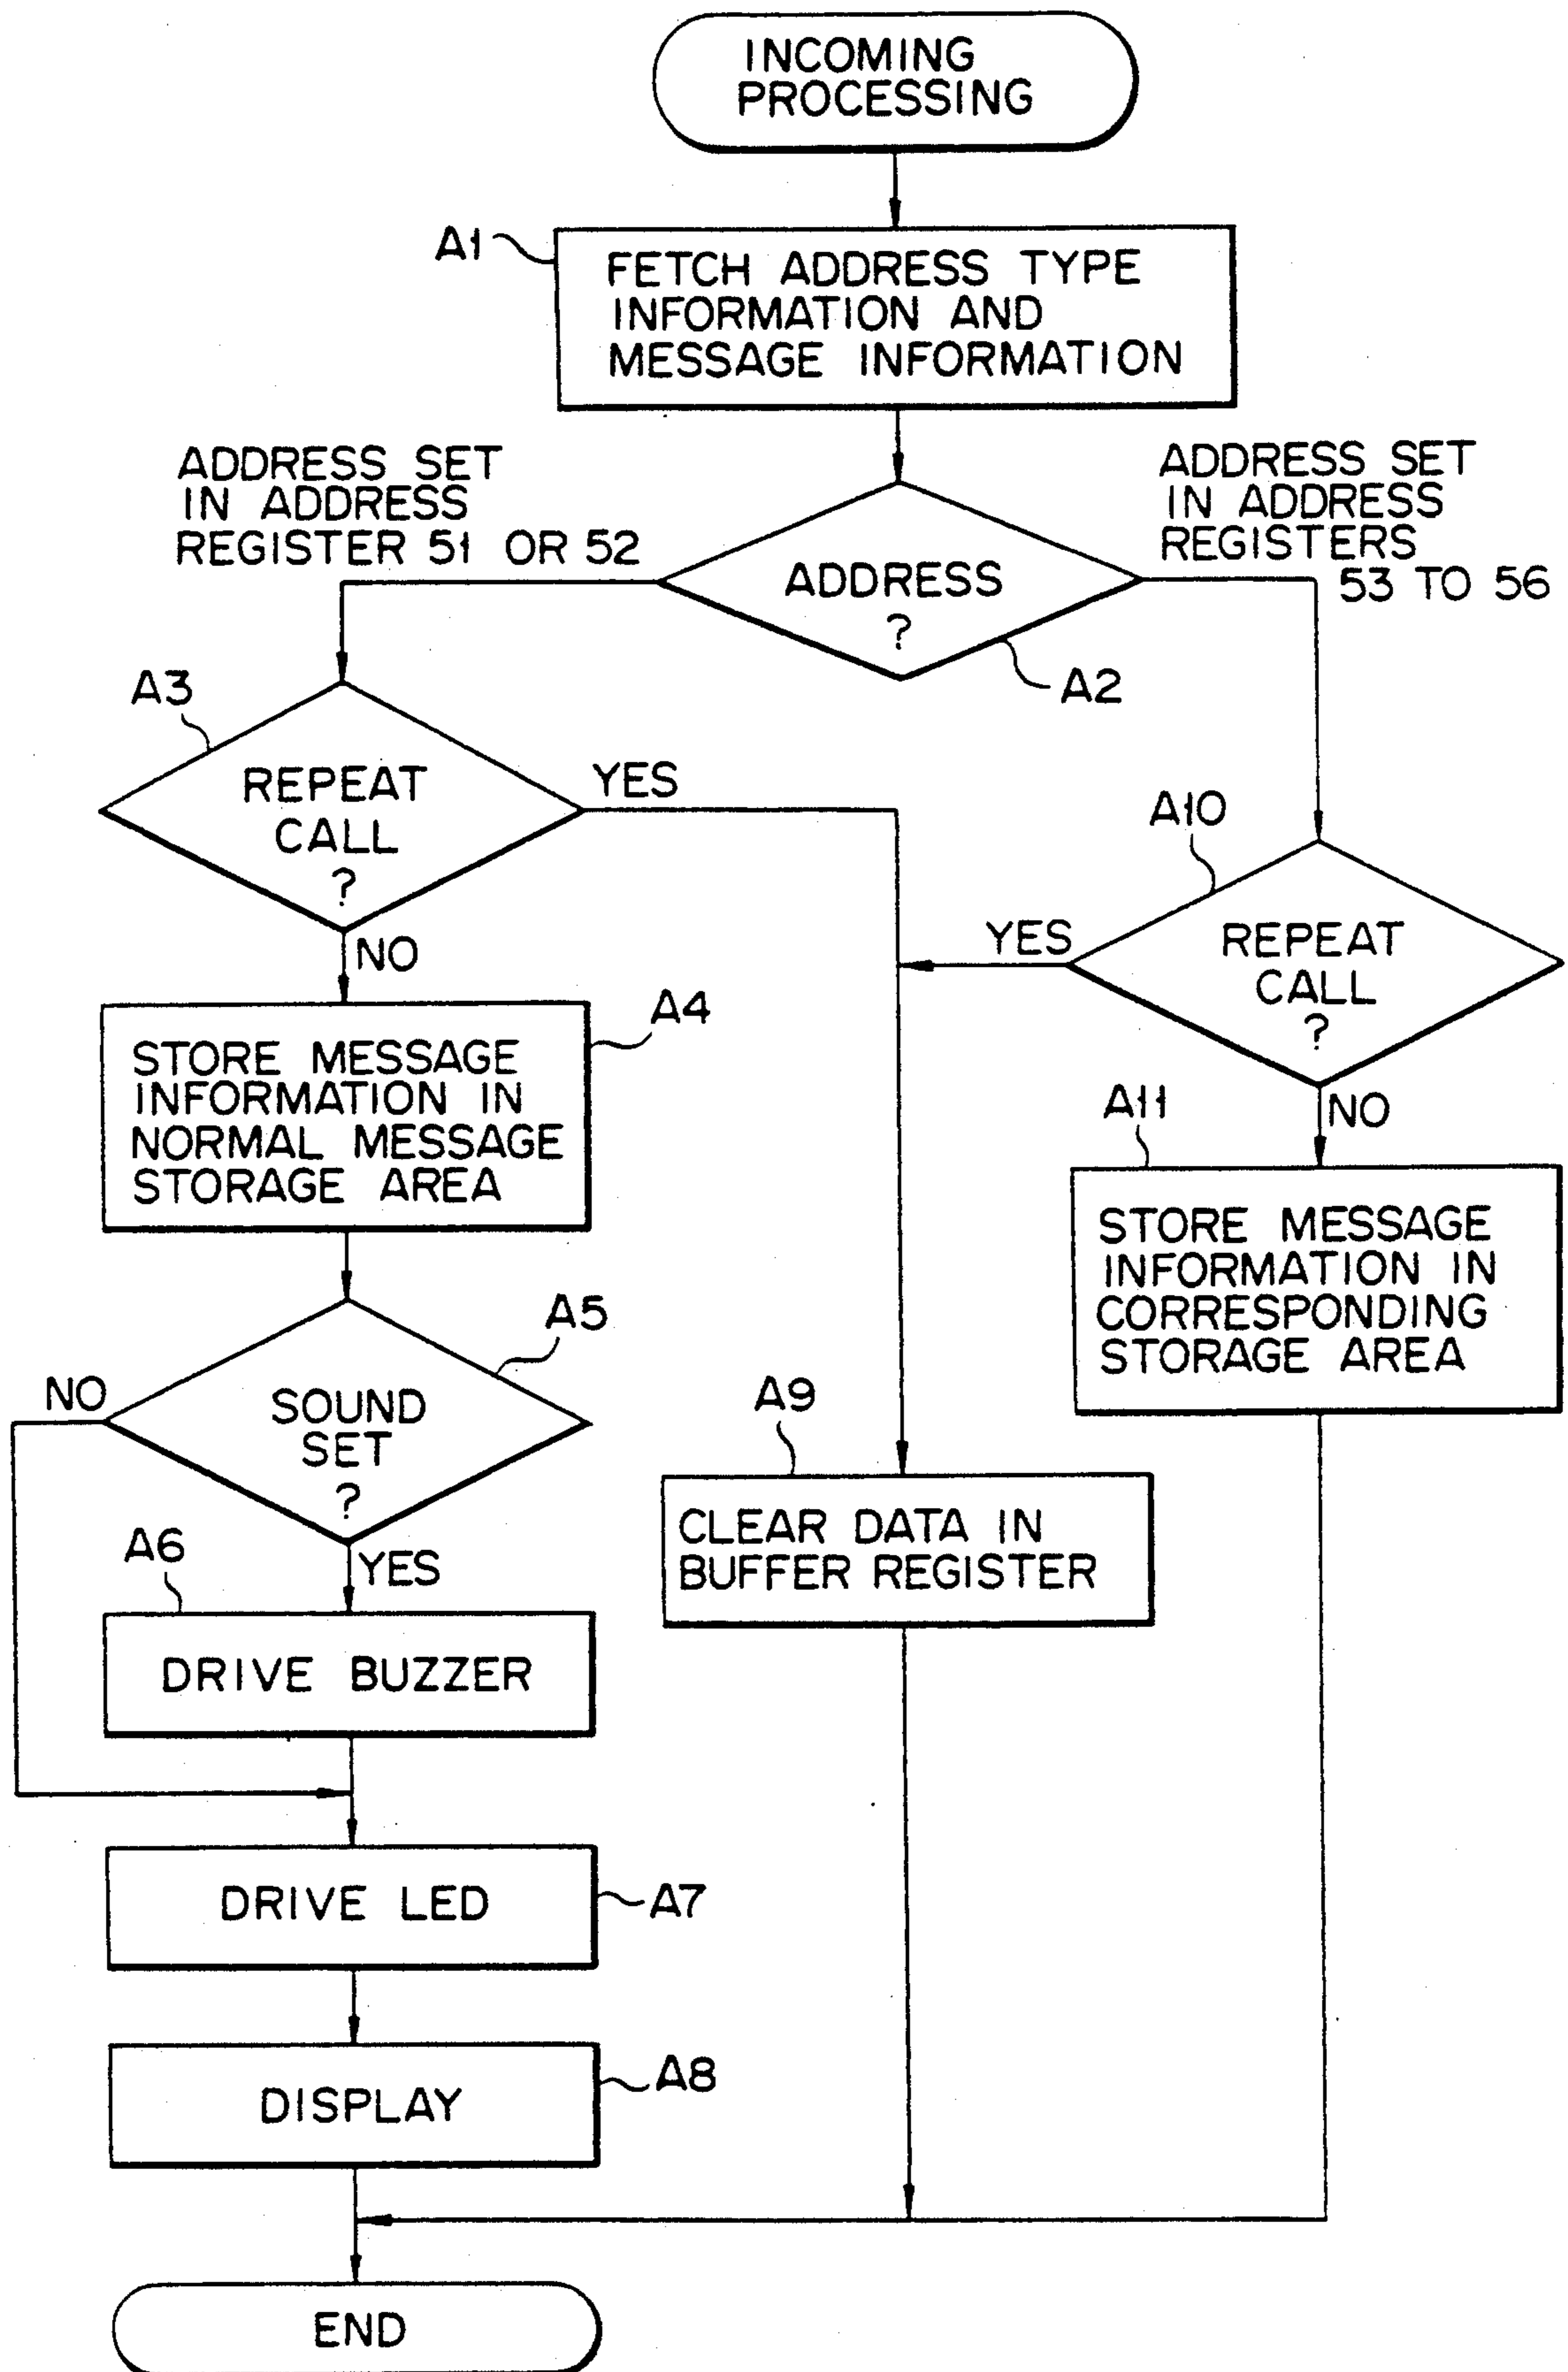 INCOMING
PROCESSING
A1
FETCH ADDRESS TYPE
INFORMATION AND
MESSAGE INFORMATION
ADDRESS SET
IN ADDRESS
REGISTER 51 OR 52
ADDRESS SET
IN ADDRESS
REGISTERS
53 TO 56
ADDRESS
?
A2
A3
REPEAT
CALL
?
YES
NO
A10
REPEAT
CALL
?
YES
NO
A4
STORE MESSAGE
INFORMATION IN
NORMAL MESSAGE
STORAGE AREA
A11
STORE MESSAGE
INFORMATION IN
CORRESPONDING
STORAGE AREA
A5
SOUND
SET
?
NO
YES
A9
CLEAR DATA IN
BUFFER REGISTER
A6
DRIVE BUZZER
DRIVE LED
A7
DISPLAY
A8
END